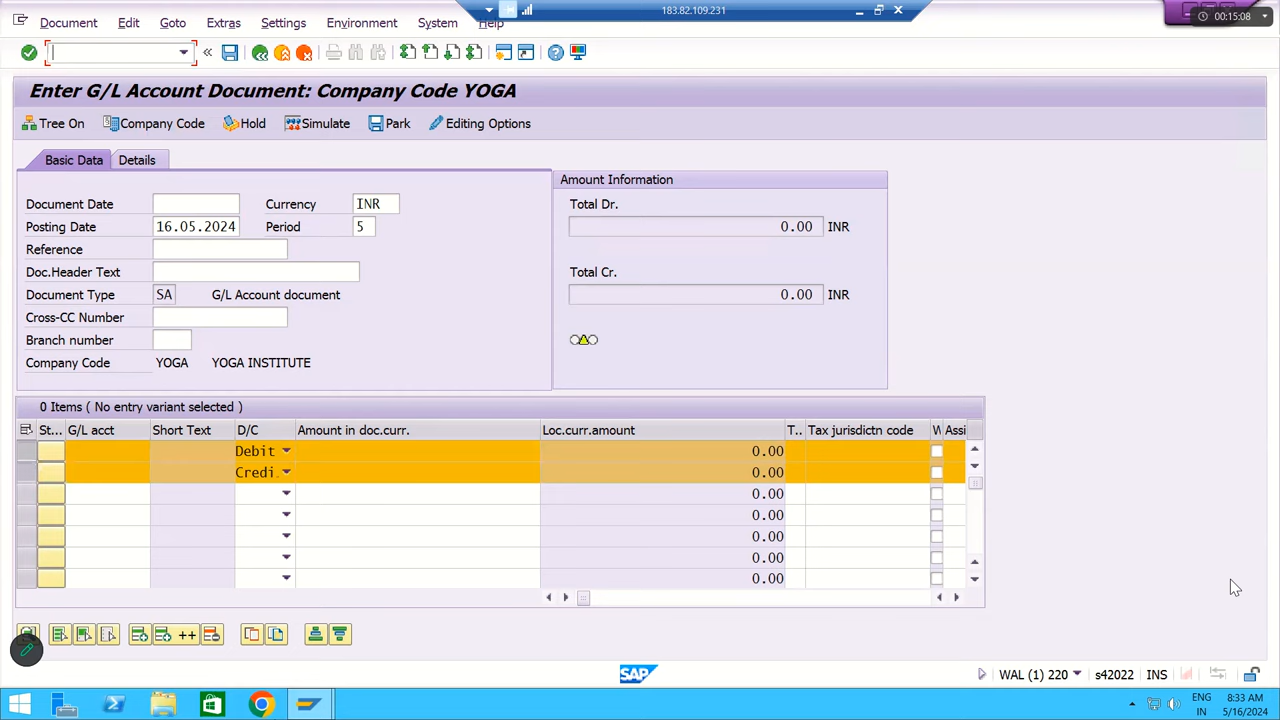 183.82.109.231
00:15:08
Document Edit Goto Extras Settings Environment System Help
Enter G/L Account Document: Company Code YOGA
Tree On Company Code Hold Simulate Park Editing Options
Basic Data Details
Amount Information
Document Date Currency INR
Total Dr.
Posting Date 16.05.2024 Period 5
0.00 INR
Reference
Doc.Header Text
Total Cr.
Document Type SA G/L Account document
0.00 INR
Cross-CC Number
Branch number
Company Code YOGA YOGA INSTITUTE
0 Items ( No entry variant selected )
St... G/L acct Short Text D/C Amount in doc.curr. Loc.curr.amount T.. Tax jurisdictn code W Assi
Debit 0.00
Credi. 0.00
0.00
0.00
0.00
0.00
0.00
++
SAP
WAL (1) 220 s42022 INS
ENG 8:33 AM
IN 5/16/2024